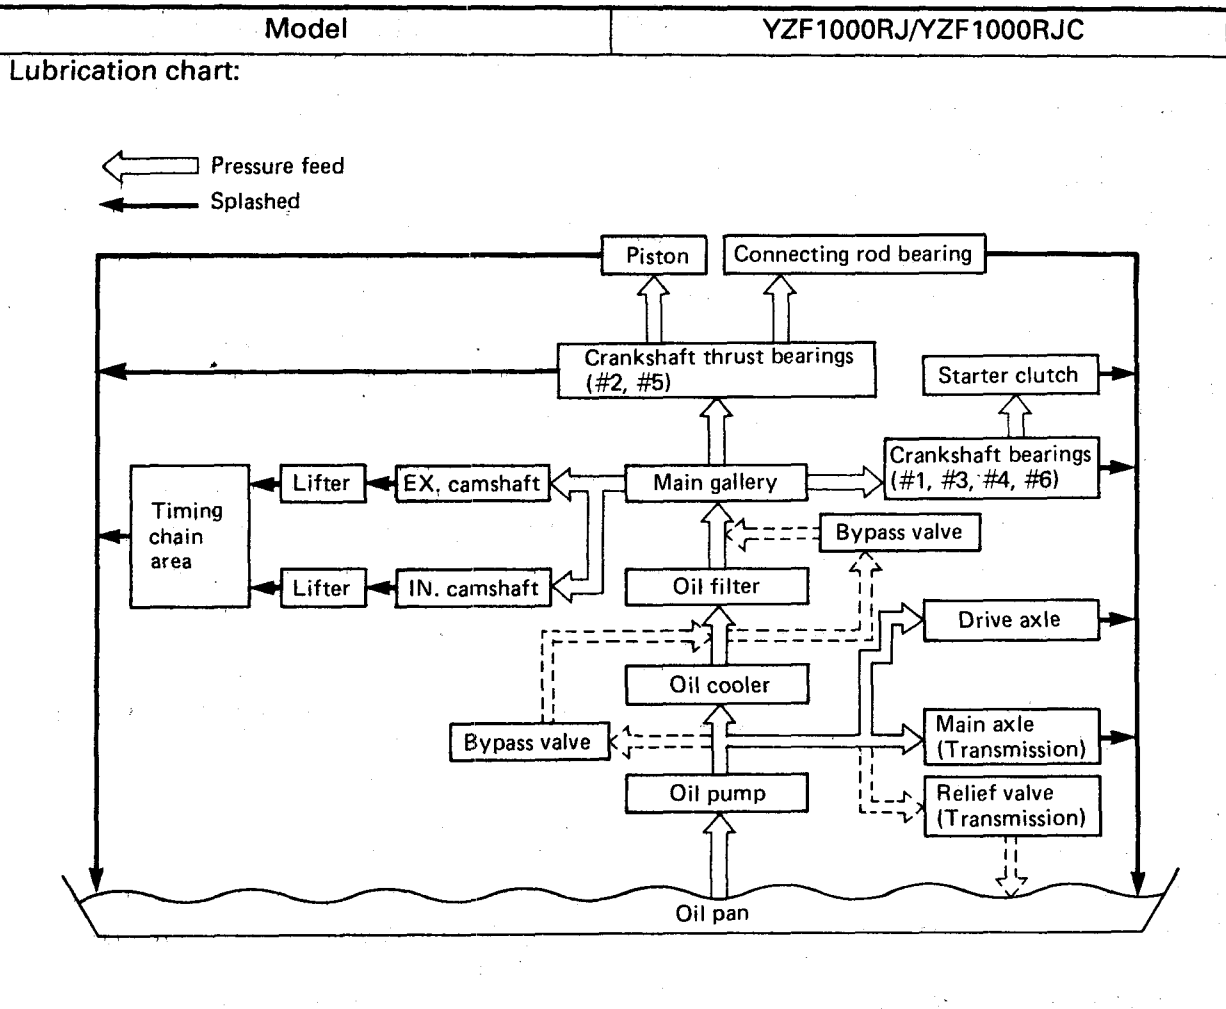 Model
YZF1000RJ/YZF1000RJC
Lubrication chart:
Pressure feed
Splashed
Piston
Connecting rod bearing
Crankshaft thrust bearings
(#2, #5)
Starter clutch
Timing
chain
area
Lifter
EX. camshaft
Main gallery
Crankshaft bearings
(#1, #3, #4, #6)
Bypass valve
Lifter
IN. camshaft
Oil filter
Drive axle
Oil cooler
Bypass valve
Main axle
(Transmission)
Oil pump
Relief valve
(Transmission)
Oil pan